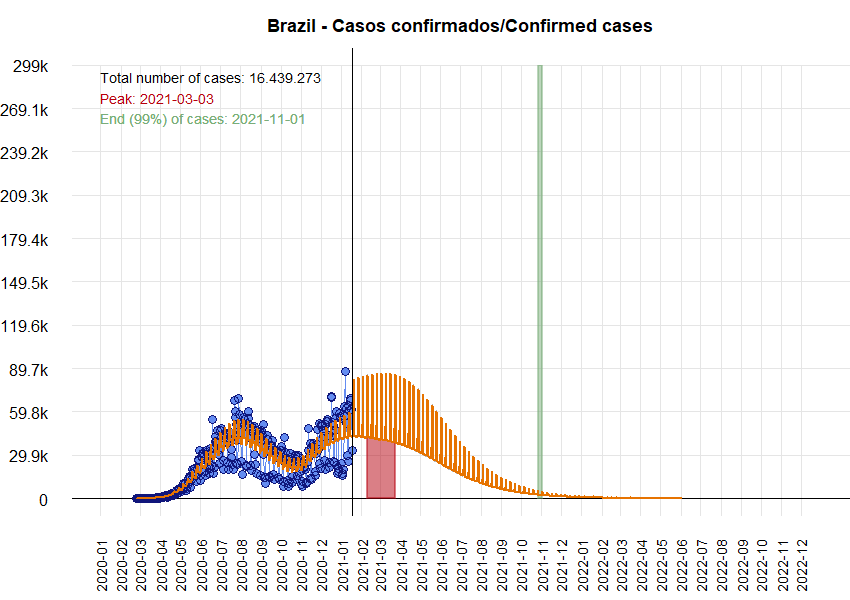 Brazil - Casos confirmados/Confirmed cases
299k
Total number of cases: 16.439.273
Peak: 2021-03-03
269.1k
End (99%) of cases: 2021-11-01
239.2k
209.3k
179.4k
149.5k
119.6k
89.7k
59.8k
29.9k
0
2020-01
2020-02
2020-03
2020-04
2020-05
2020-06
2020-07
2020-08
2020-09
2020-10
2020-11
2020-12
2021-01
2021-02
2021-03
2021-04
2021-05
2021-06
2021-07
2021-08
2021-09
2021-10
2021-11
2021-12
2022-01
2022-02
2022-03
2022-04
2022-05
2022-06
2022-07
2022-08
2022-09
2022-10
2022-11
2022-12